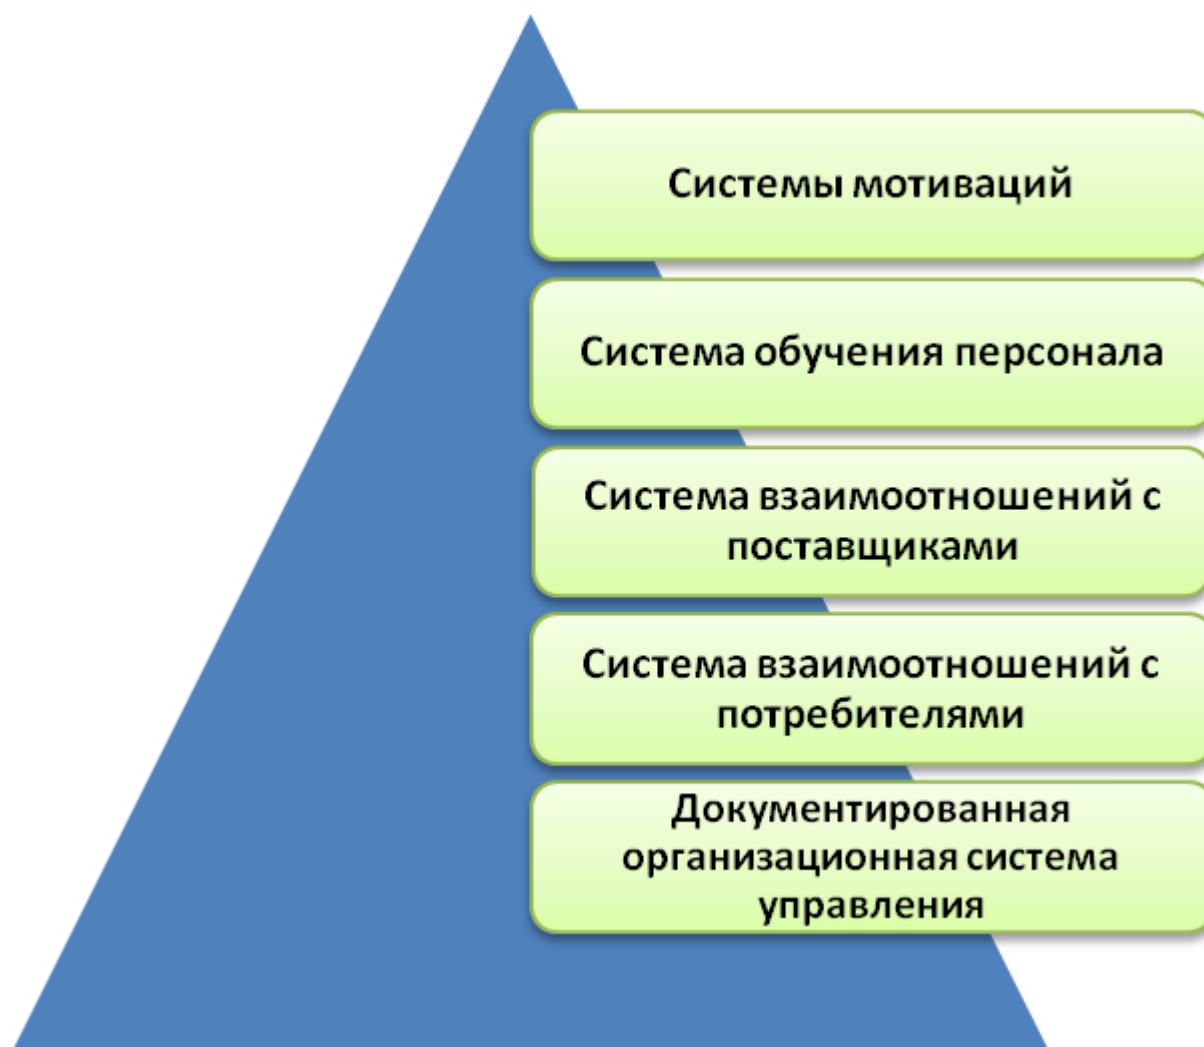 Системы мотиваций
Система обучения персонала
Система взаимоотношений с
поставщиками
Система взаимоотношений с
потребителями
Документированная
организационная система
управления